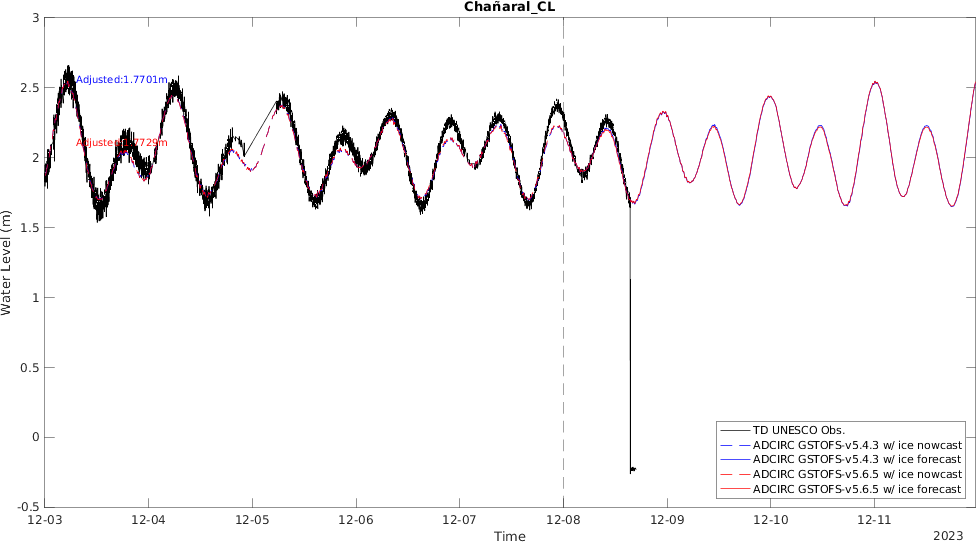 Chañaral_CL
3
2.5
2
1.5
1
0.5
0
-0.5
Water Level (m)
Adjusted:1.7701m
Adjusted:1.7729m
TD UNESCO Obs.
ADCIRC GSTOFS-v5.4.3 w/ ice nowcast
ADCIRC GSTOFS-v5.4.3 w/ ice forecast
ADCIRC GSTOFS-v5.6.5 w/ ice nowcast
ADCIRC GSTOFS-v5.6.5 w/ ice forecast
12-03 12-04 12-05 12-06 12-07 12-08 12-09 12-10 12-11
Time
2023